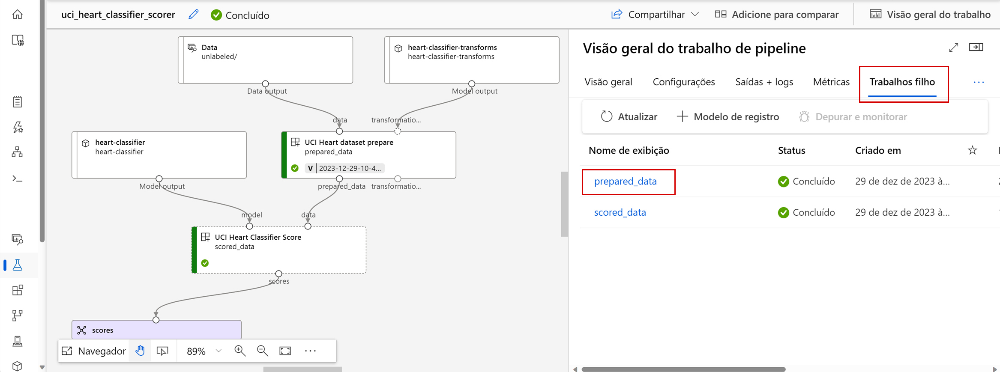 uci_heart_classifier_scorer
Concluído
Compartilhar
Adicione para comparar
Visão geral do trabalho
Data
unlabeled/
Data output
heart-classifier-transforms
heart-classifier-transforms
Model output
data
transformatio...
heart-classifier
heart-classifier
Model output
UCI Heart dataset prepare
prepared_data
V
2023-12-29-10-4...
prepared_data
transformatio...
model
data
UCI Heart Classifier Score
scored_data
scores
scores
Navegador
89%
Visão geral do trabalho de pipeline
Visão geral
Configurações
Saídas + logs
Métricas
Trabalhos filho
Atualizar
Modelo de registro
Depurar e monitorar
Nome de exibição
Status
Criado em
prepared_data
Concluído
29 de dez de 2023 à...
scored_data
Concluído
29 de dez de 2023 à...